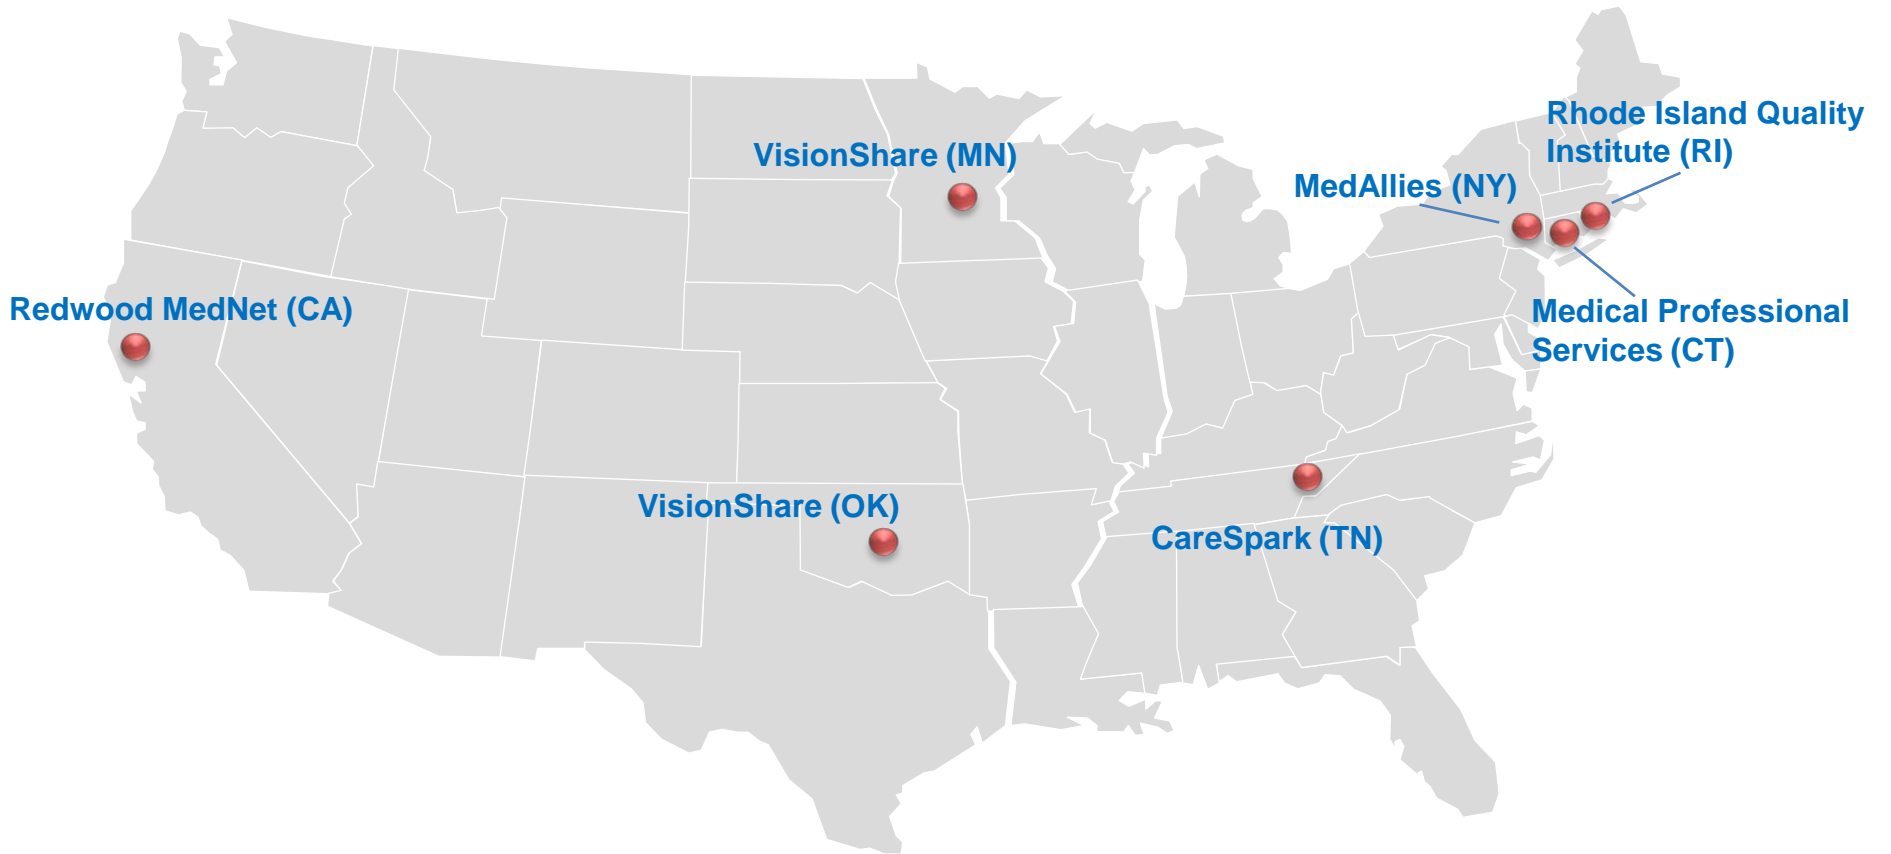 Rhode Island Quality
Institute (RI)
VisionShare (MN)
MedAllies (NY)
Redwood MedNet (CA)
Medical Professional
Services (CT)
VisionShare (OK)
CareSpark (TN)